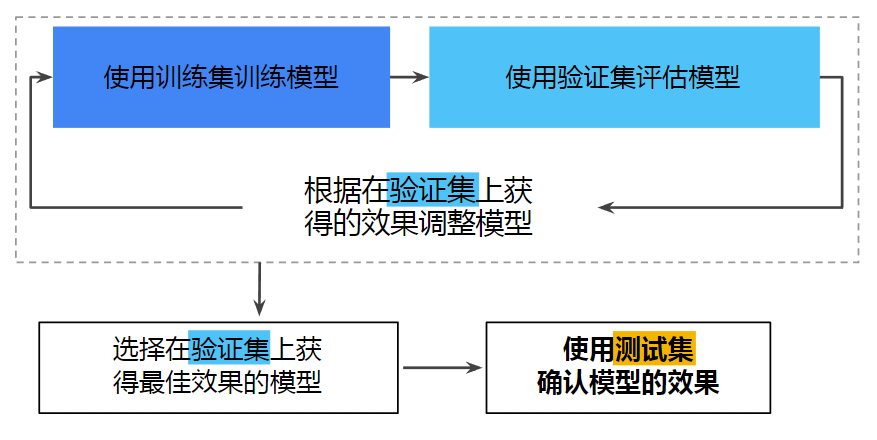 使用训练集训练模型
使用验证集评估模型
根据在验证集上获
得的效果调整模型
选择在验证集上获
得最佳效果的模型
使用测试集
确认模型的效果